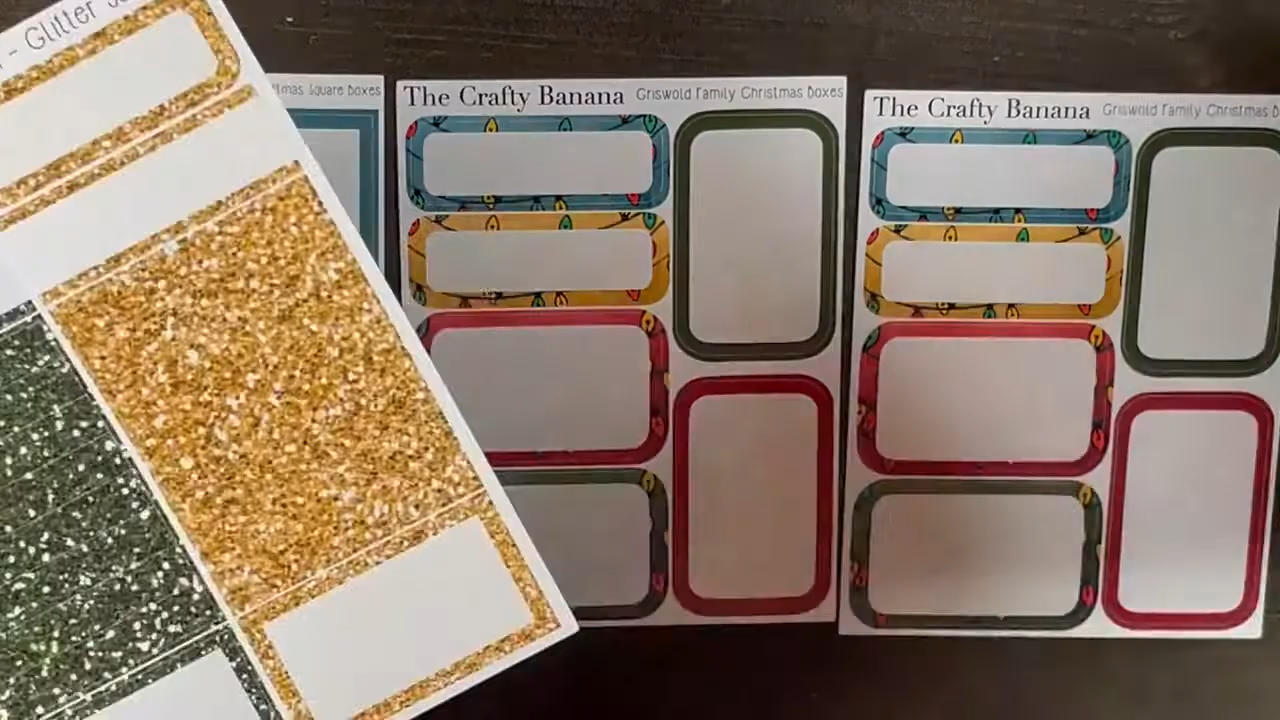 - Glitter
tmas Square Boxes
The Crafty Banana Griswold Family Christmas Boxes
The Crafty Banana Griswold Family Christmas B